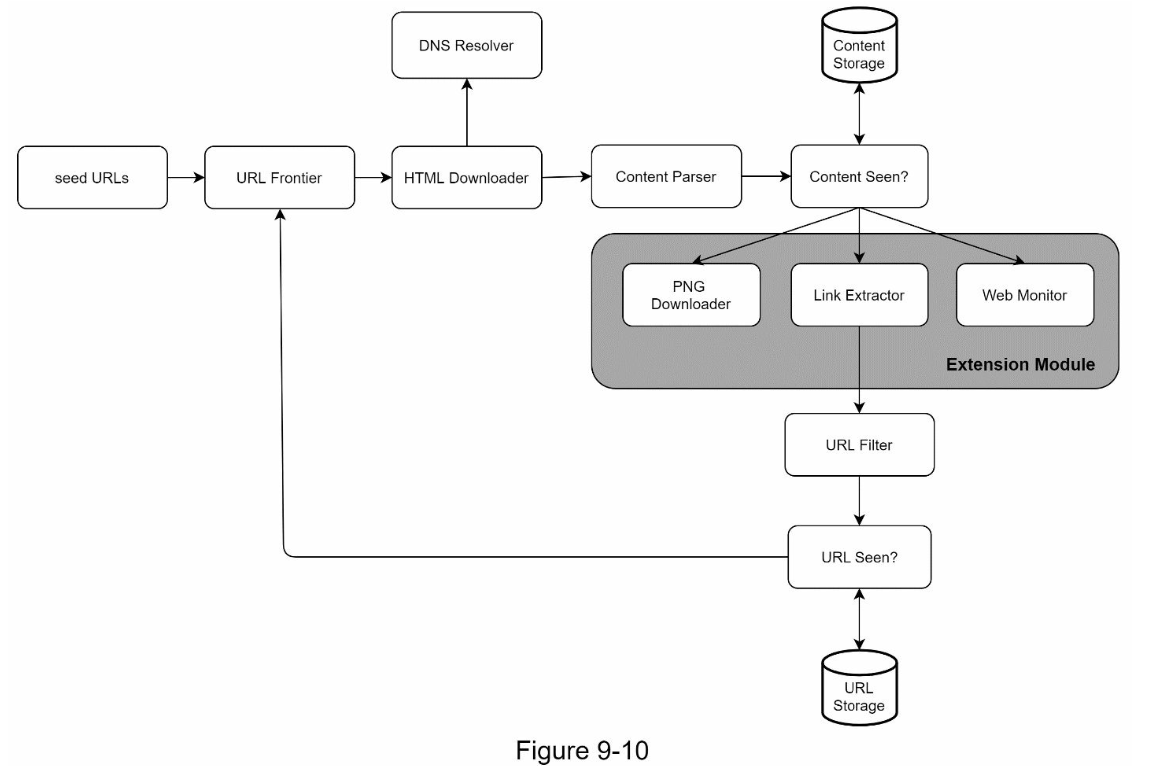 DNS Resolver
Content
Storage
seed URLs
URL Frontier
HTML Downloader
Content Parser
Content Seen?
PNG
Downloader
Link Extractor
Web Monitor
Extension Module
URL Filter
URL Seen?
URL
Storage
Figure 9-10